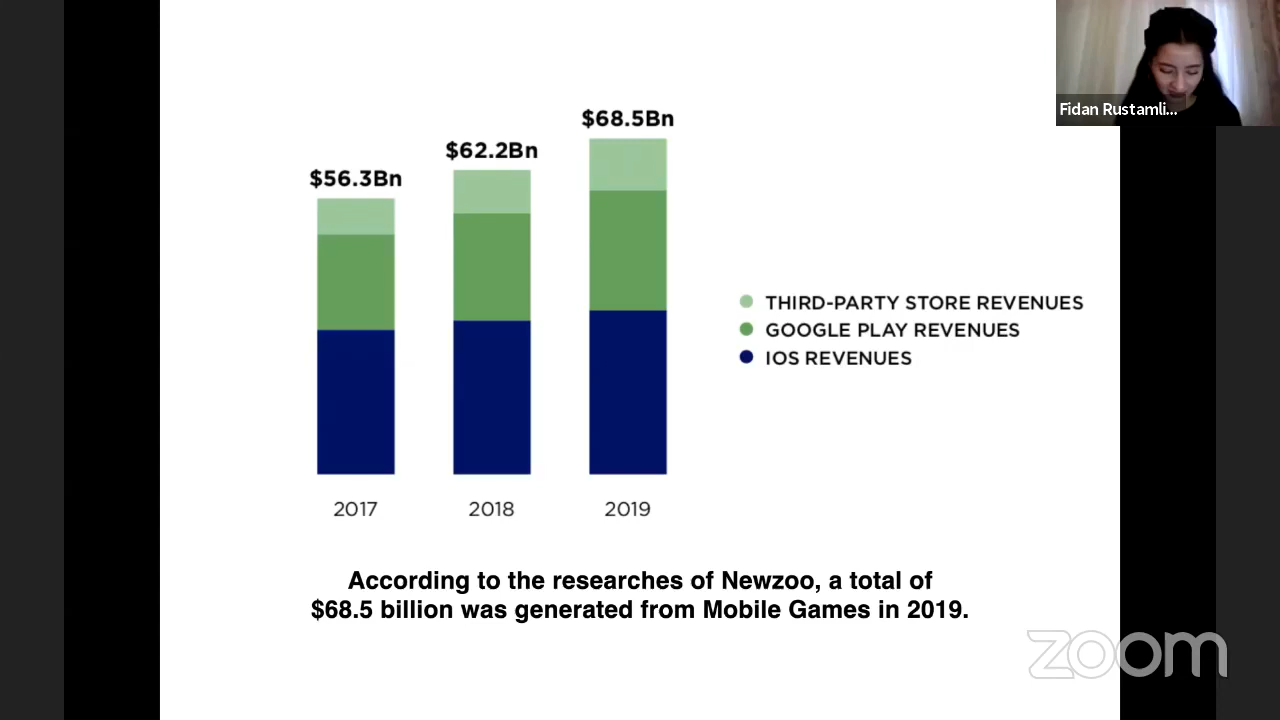 Fidan Rustamli...
$68.5Bn
$62.2Bn
$56.3Bn
THIRD-PARTY STORE REVENUES
GOOGLE PLAY REVENUES
IOS REVENUES
2017 2018 2019
According to the researches of Newzoo, a total of
$68.5 billion was generated from Mobile Games in 2019.
zoom